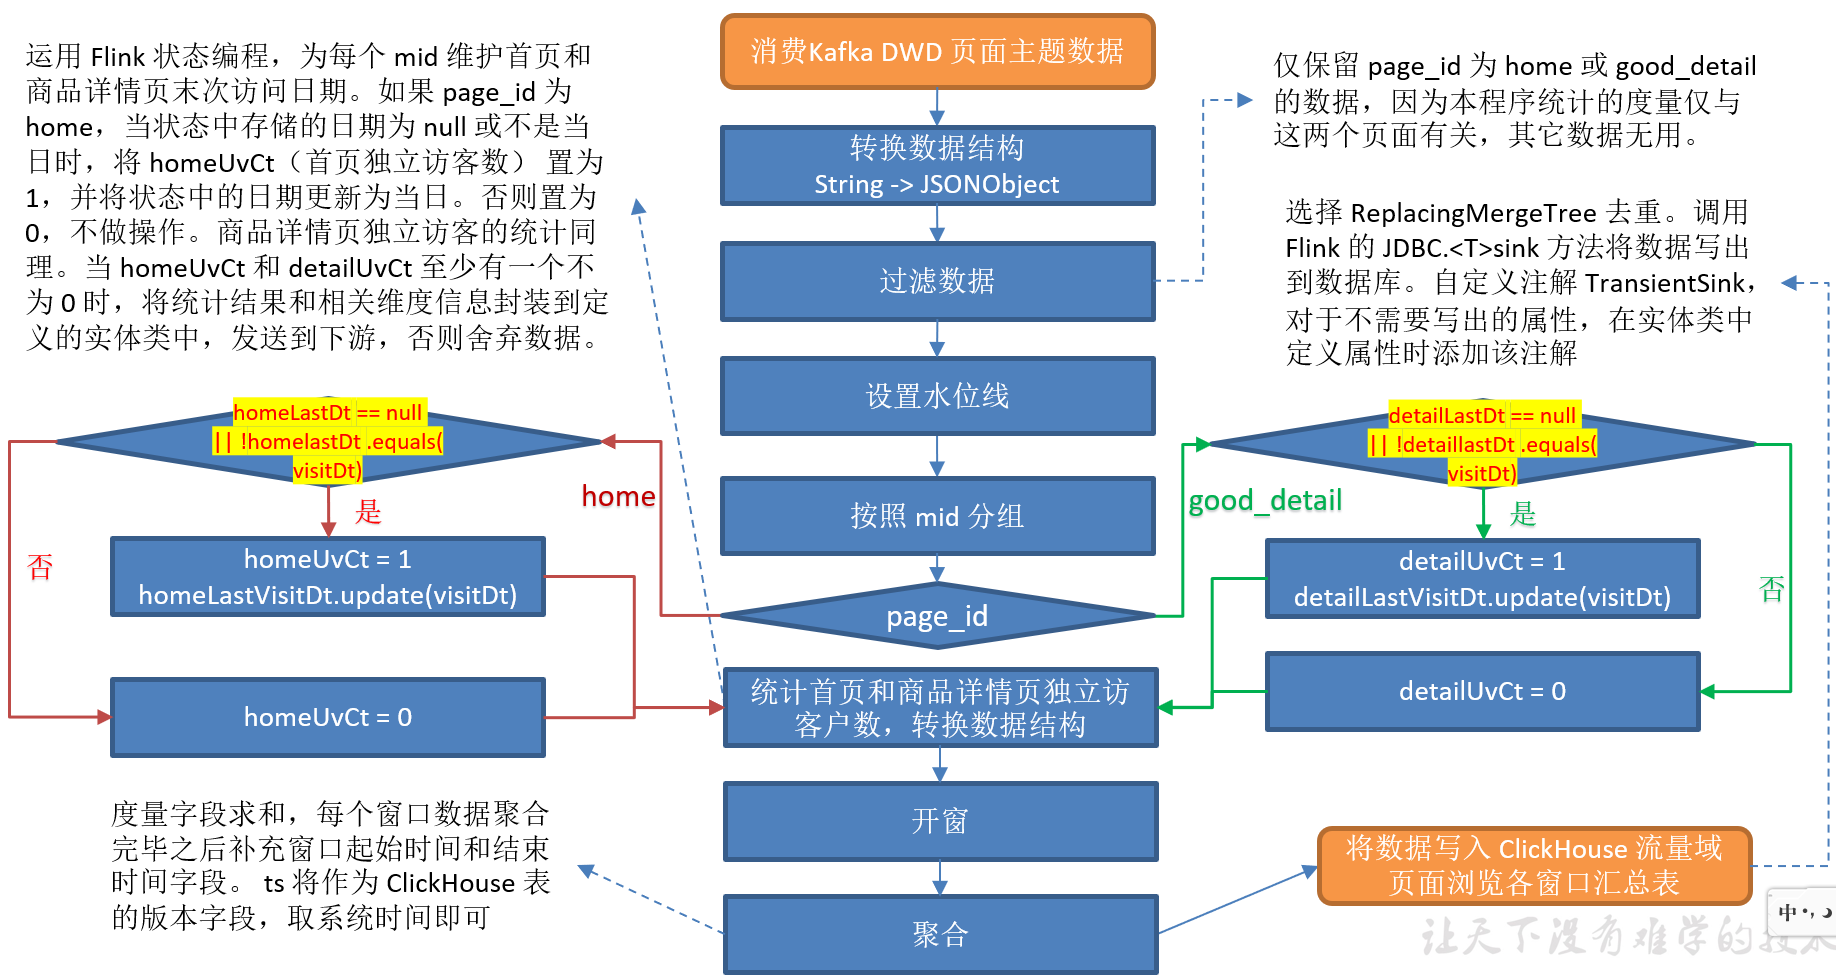 运用 Flink 状态编程，为每个 mid 维护首页和
商品详情页末次访问日期。如果 page_id 为
home，当状态中存储的日期为 null 或不是当
日时，将 homeUvCt（首页独立访客数） 置为
1，并将状态中的日期更新为当日。否则置为
0，不做操作。商品详情页独立访客的统计同
理。当 homeUvCt 和 detailUvCt 至少有一个不
为 0 时，将统计结果和相关维度信息封装到定
义的实体类中，发送到下游，否则舍弃数据。
消费Kafka DWD 页面主题数据
转换数据结构
String -> JSONObject
过滤数据
设置水位线
按照 mid 分组
page_id
仅保留 page_id 为 home 或 good_detail
的数据，因为本程序统计的度量仅与
这两个页面有关，其它数据无用。
选择 ReplacingMergeTree 去重。调用
Flink 的 JDBC.<T>sink 方法将数据写出
到数据库。自定义注解 TransientSink，
对于不需要写出的属性，在实体类中
定义属性时添加该注解
homeLastDt == null
|| !homelastDt .equals(
visitDt)
home
是
否
homeUvCt = 1
homeLastVisitDt.update(visitDt)
homeUvCt = 0
detailLastDt == null
|| !detaillastDt .equals(
visitDt)
good_detail
是
否
detailUvCt = 1
detailLastVisitDt.update(visitDt)
detailUvCt = 0
统计首页和商品详情页独立访
客户数，转换数据结构
开窗
聚合
度量字段求和，每个窗口数据聚合
完毕之后补充窗口起始时间和结束
时间字段。 ts 将作为 ClickHouse 表
的版本字段，取系统时间即可
将数据写入 ClickHouse 流量域
页面浏览各窗口汇总表
中
让天下没有难学的技术